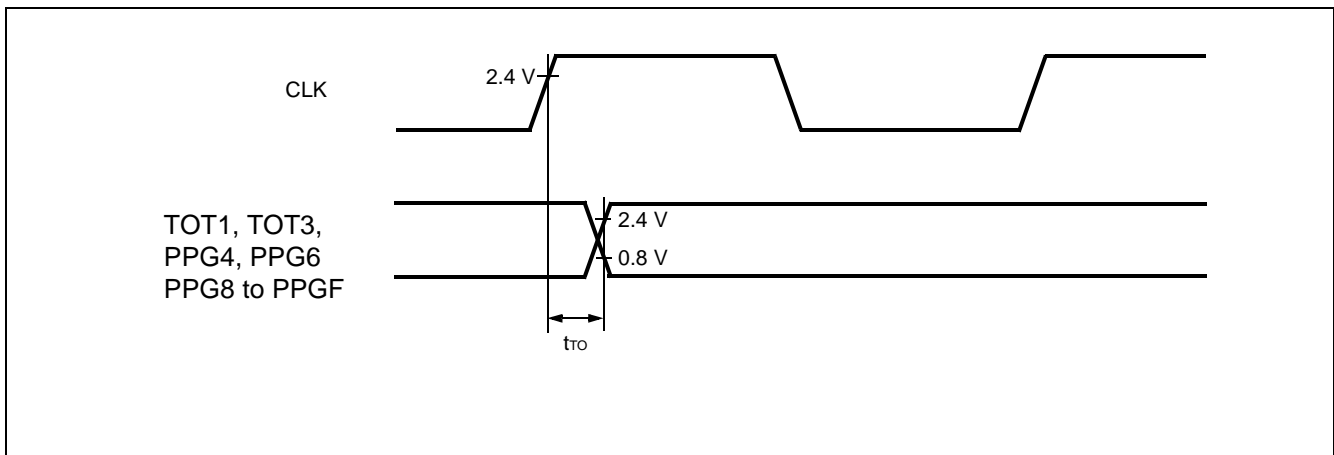 2.4 V
CLK
2.4 V
0.8 V
TOT1, TOT3,
PPG4, PPG6
PPG8 to PPGF
tTO